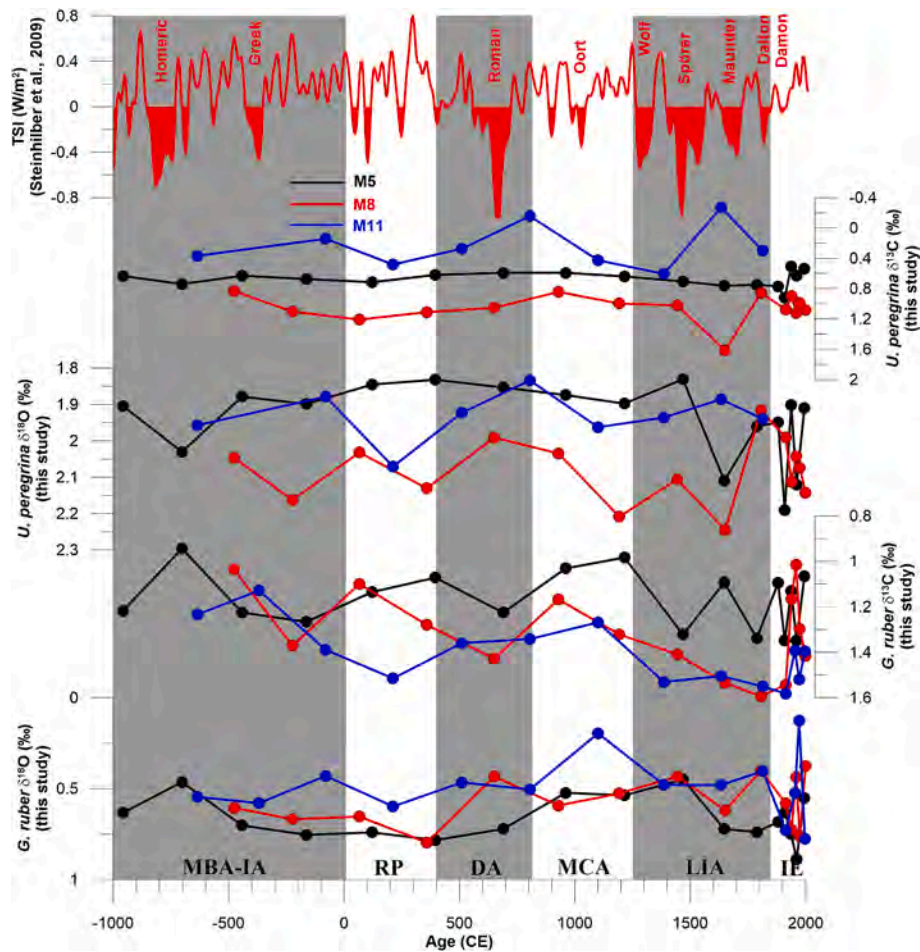 TSI (W/m²)
(Steinhilber et al., 2009)
0.8
0.4
0
-0.4
-0.8
Homeric
Greak
Roman
Oort
Wolf
Spörer
Maunder
Dalton
Damon
M5
M8
M11
-0.4
0
0.4
0.8
1.2
1.6
2
U. peregrina δ¹³C (‰)
(this study)
1.8
1.9
2.0
2.1
2.2
2.3
U. peregrina δ¹⁸O (‰)
(this study)
0.8
1
1.2
1.4
1.6
G. ruber δ¹³C (‰)
(this study)
0
0.5
1
G. ruber δ¹⁸O (‰)
(this study)
MBA-IA
RP
DA
MCA
LIA
IE
-1000
-500
0
500
1000
1500
2000
Age (CE)